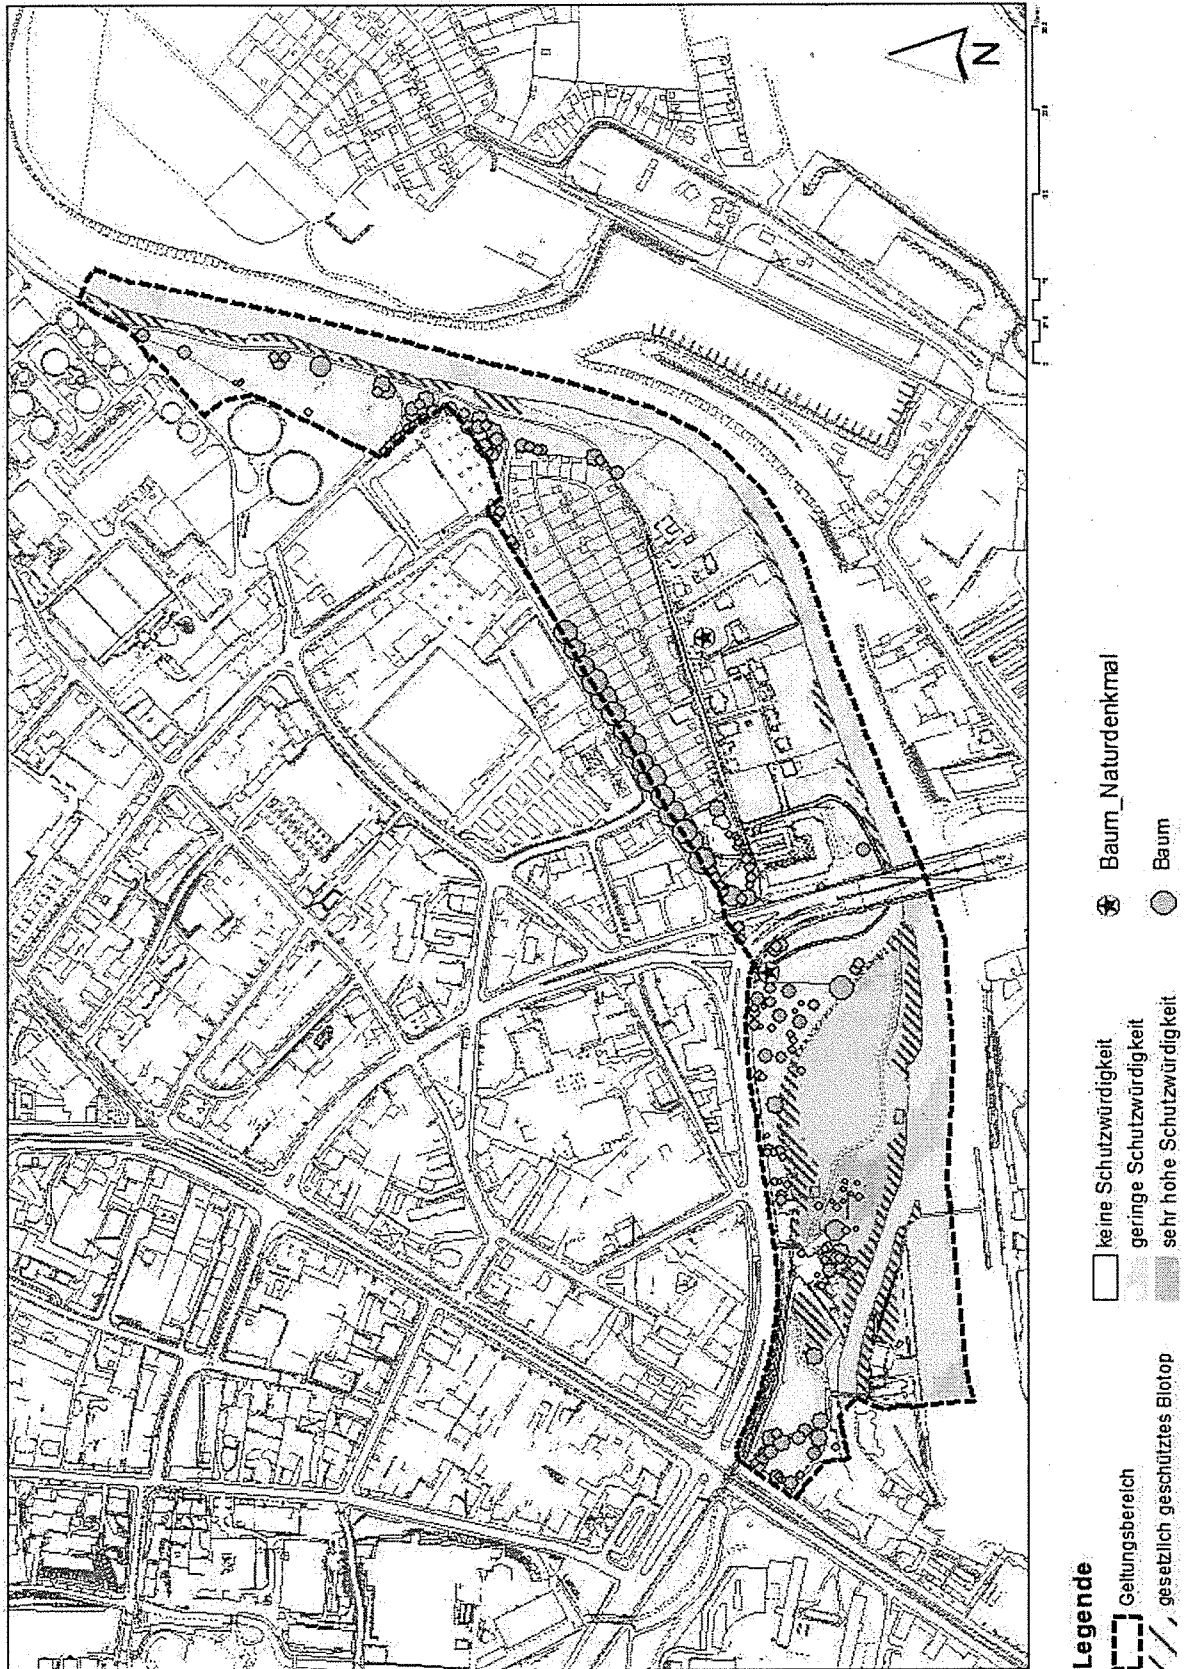 N
Legende
Geltungsbereich
gesetzlich geschütztes Biotop
keine Schutzwürdigkeit
geringe Schutzwürdigkeit
sehr hohe Schutzwürdigkeit
Baum_Naturdenkmal
Baum